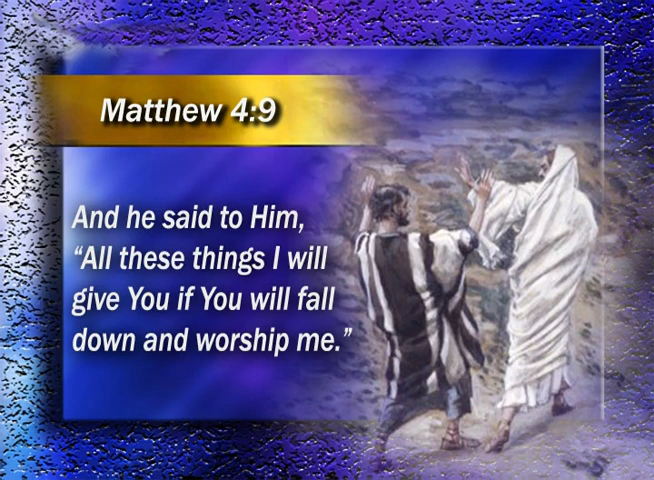 Matthew 4:9
And he said to Him,
“All these things I will
give You if You will fall
down and worship me.”